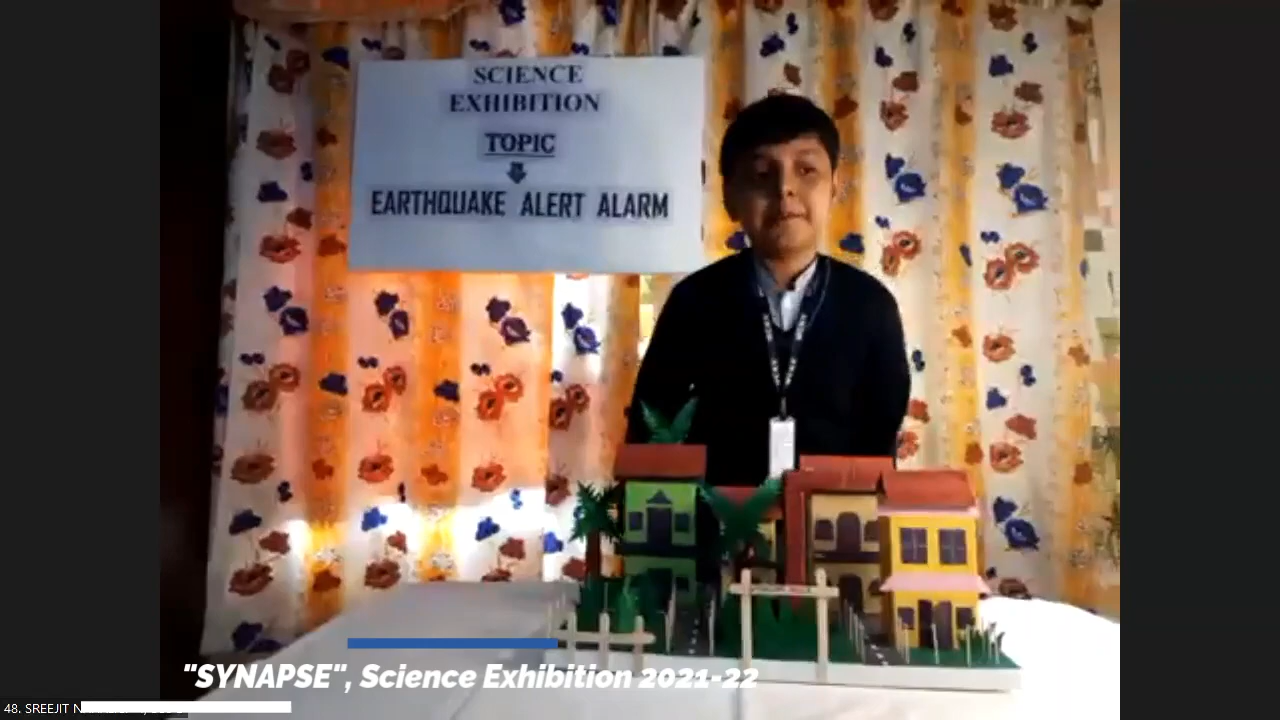 SCIENCE
EXHIBITION
TOPIC
EARTHQUAKE ALERT ALARM
"SYNAPSE", Science Exhibition 2021-22
48. SREEJIT